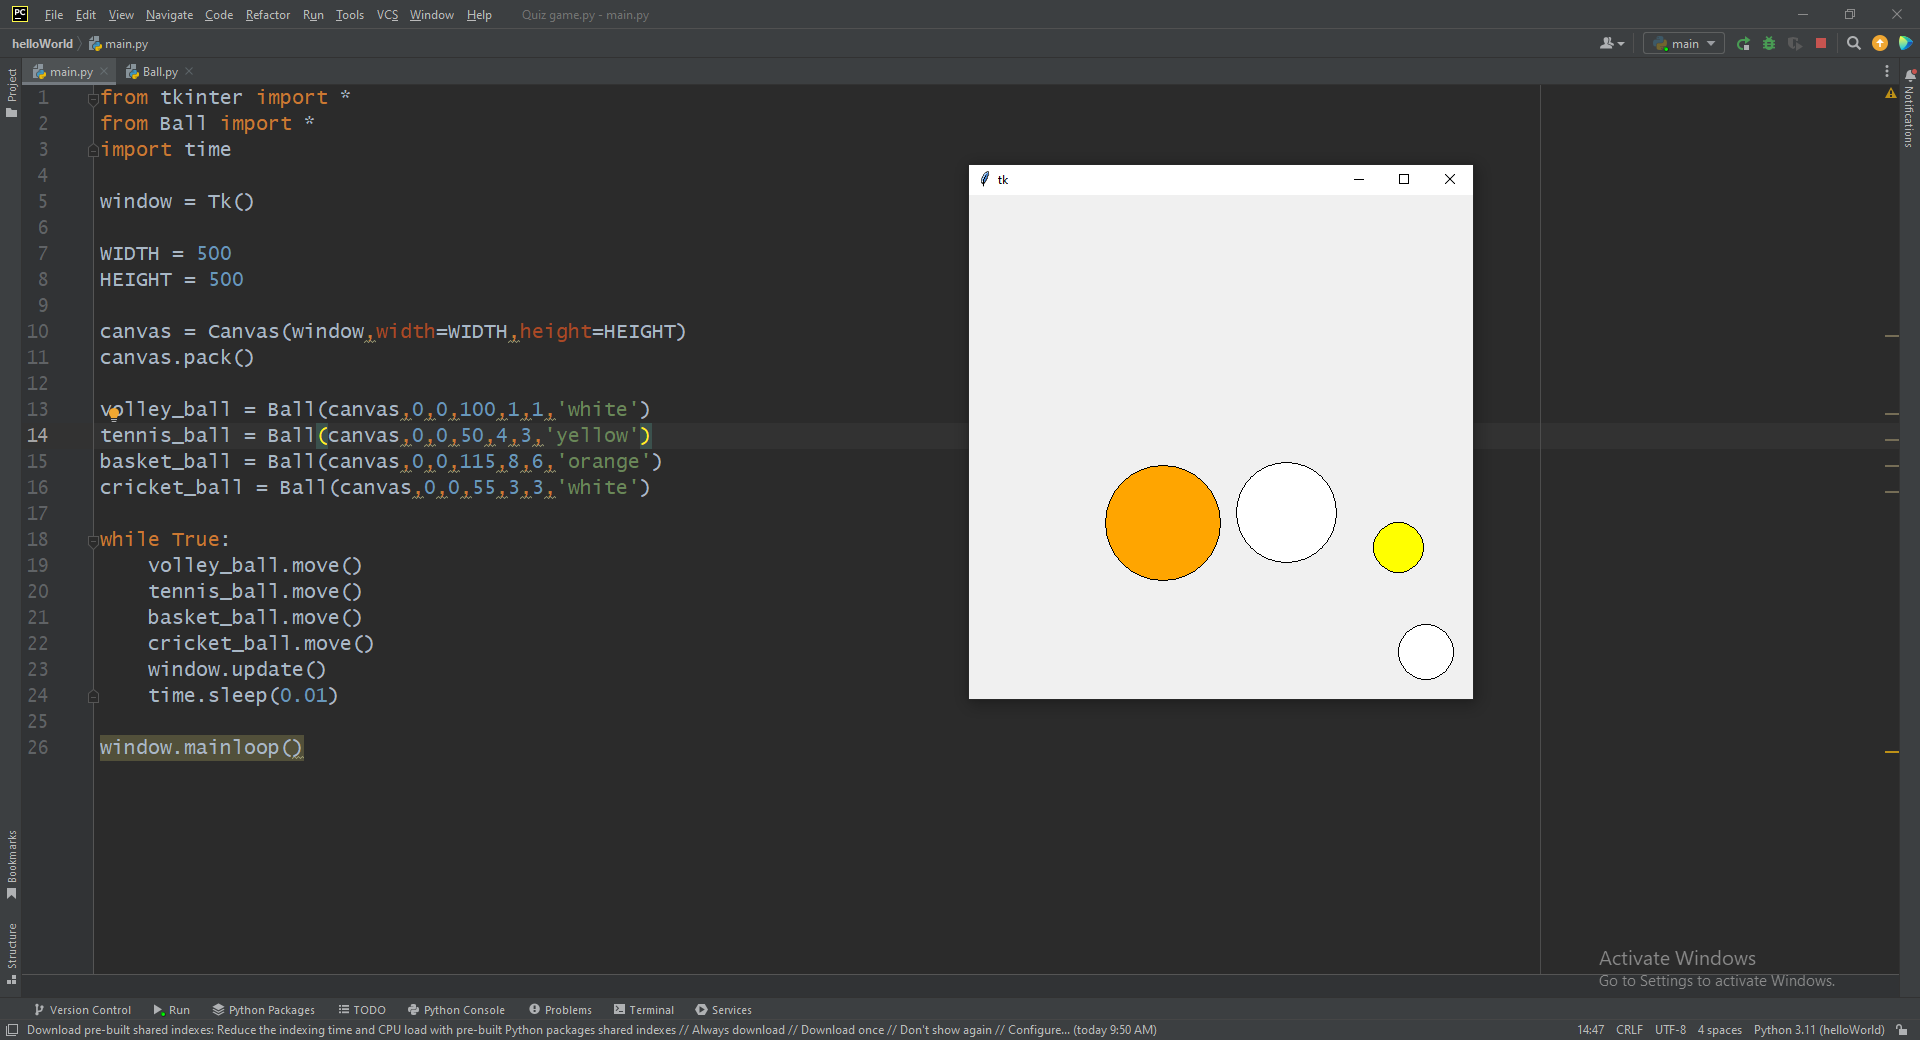 PC File Edit View Navigate Code Refactor Run Tools VCS Window Help Quiz game.py - main.py
helloWorld main.py main
main.py Ball.py
Project
Notifications
1 from tkinter import *
2 from Ball import *
3 import time
4
5 window = Tk()
6
7 WIDTH = 500
8 HEIGHT = 500
9
10 canvas = Canvas(window,width=WIDTH,height=HEIGHT)
11 canvas.pack()
12
13 volley_ball = Ball(canvas,0,0,100,1,1,'white')
14 tennis_ball = Ball(canvas,0,0,50,4,3,'yellow')
15 basket_ball = Ball(canvas,0,0,115,8,6,'orange')
16 cricket_ball = Ball(canvas,0,0,55,3,3,'white')
17
18 while True:
19 volley_ball.move()
20 tennis_ball.move()
21 basket_ball.move()
22 cricket_ball.move()
23 window.update()
24 time.sleep(0.01)
25
26 window.mainloop()
tk
Bookmarks
Structure
Activate Windows
Go to Settings to activate Windows.
Version Control Run Python Packages TODO Python Console Problems Terminal Services
Download pre-built shared indexes: Reduce the indexing time and CPU load with pre-built Python packages shared indexes // Always download // Download once // Don't show again // Configure... (today 9:50 AM) 14:47 CRLF UTF-8 4 spaces Python 3.11 (helloWorld)